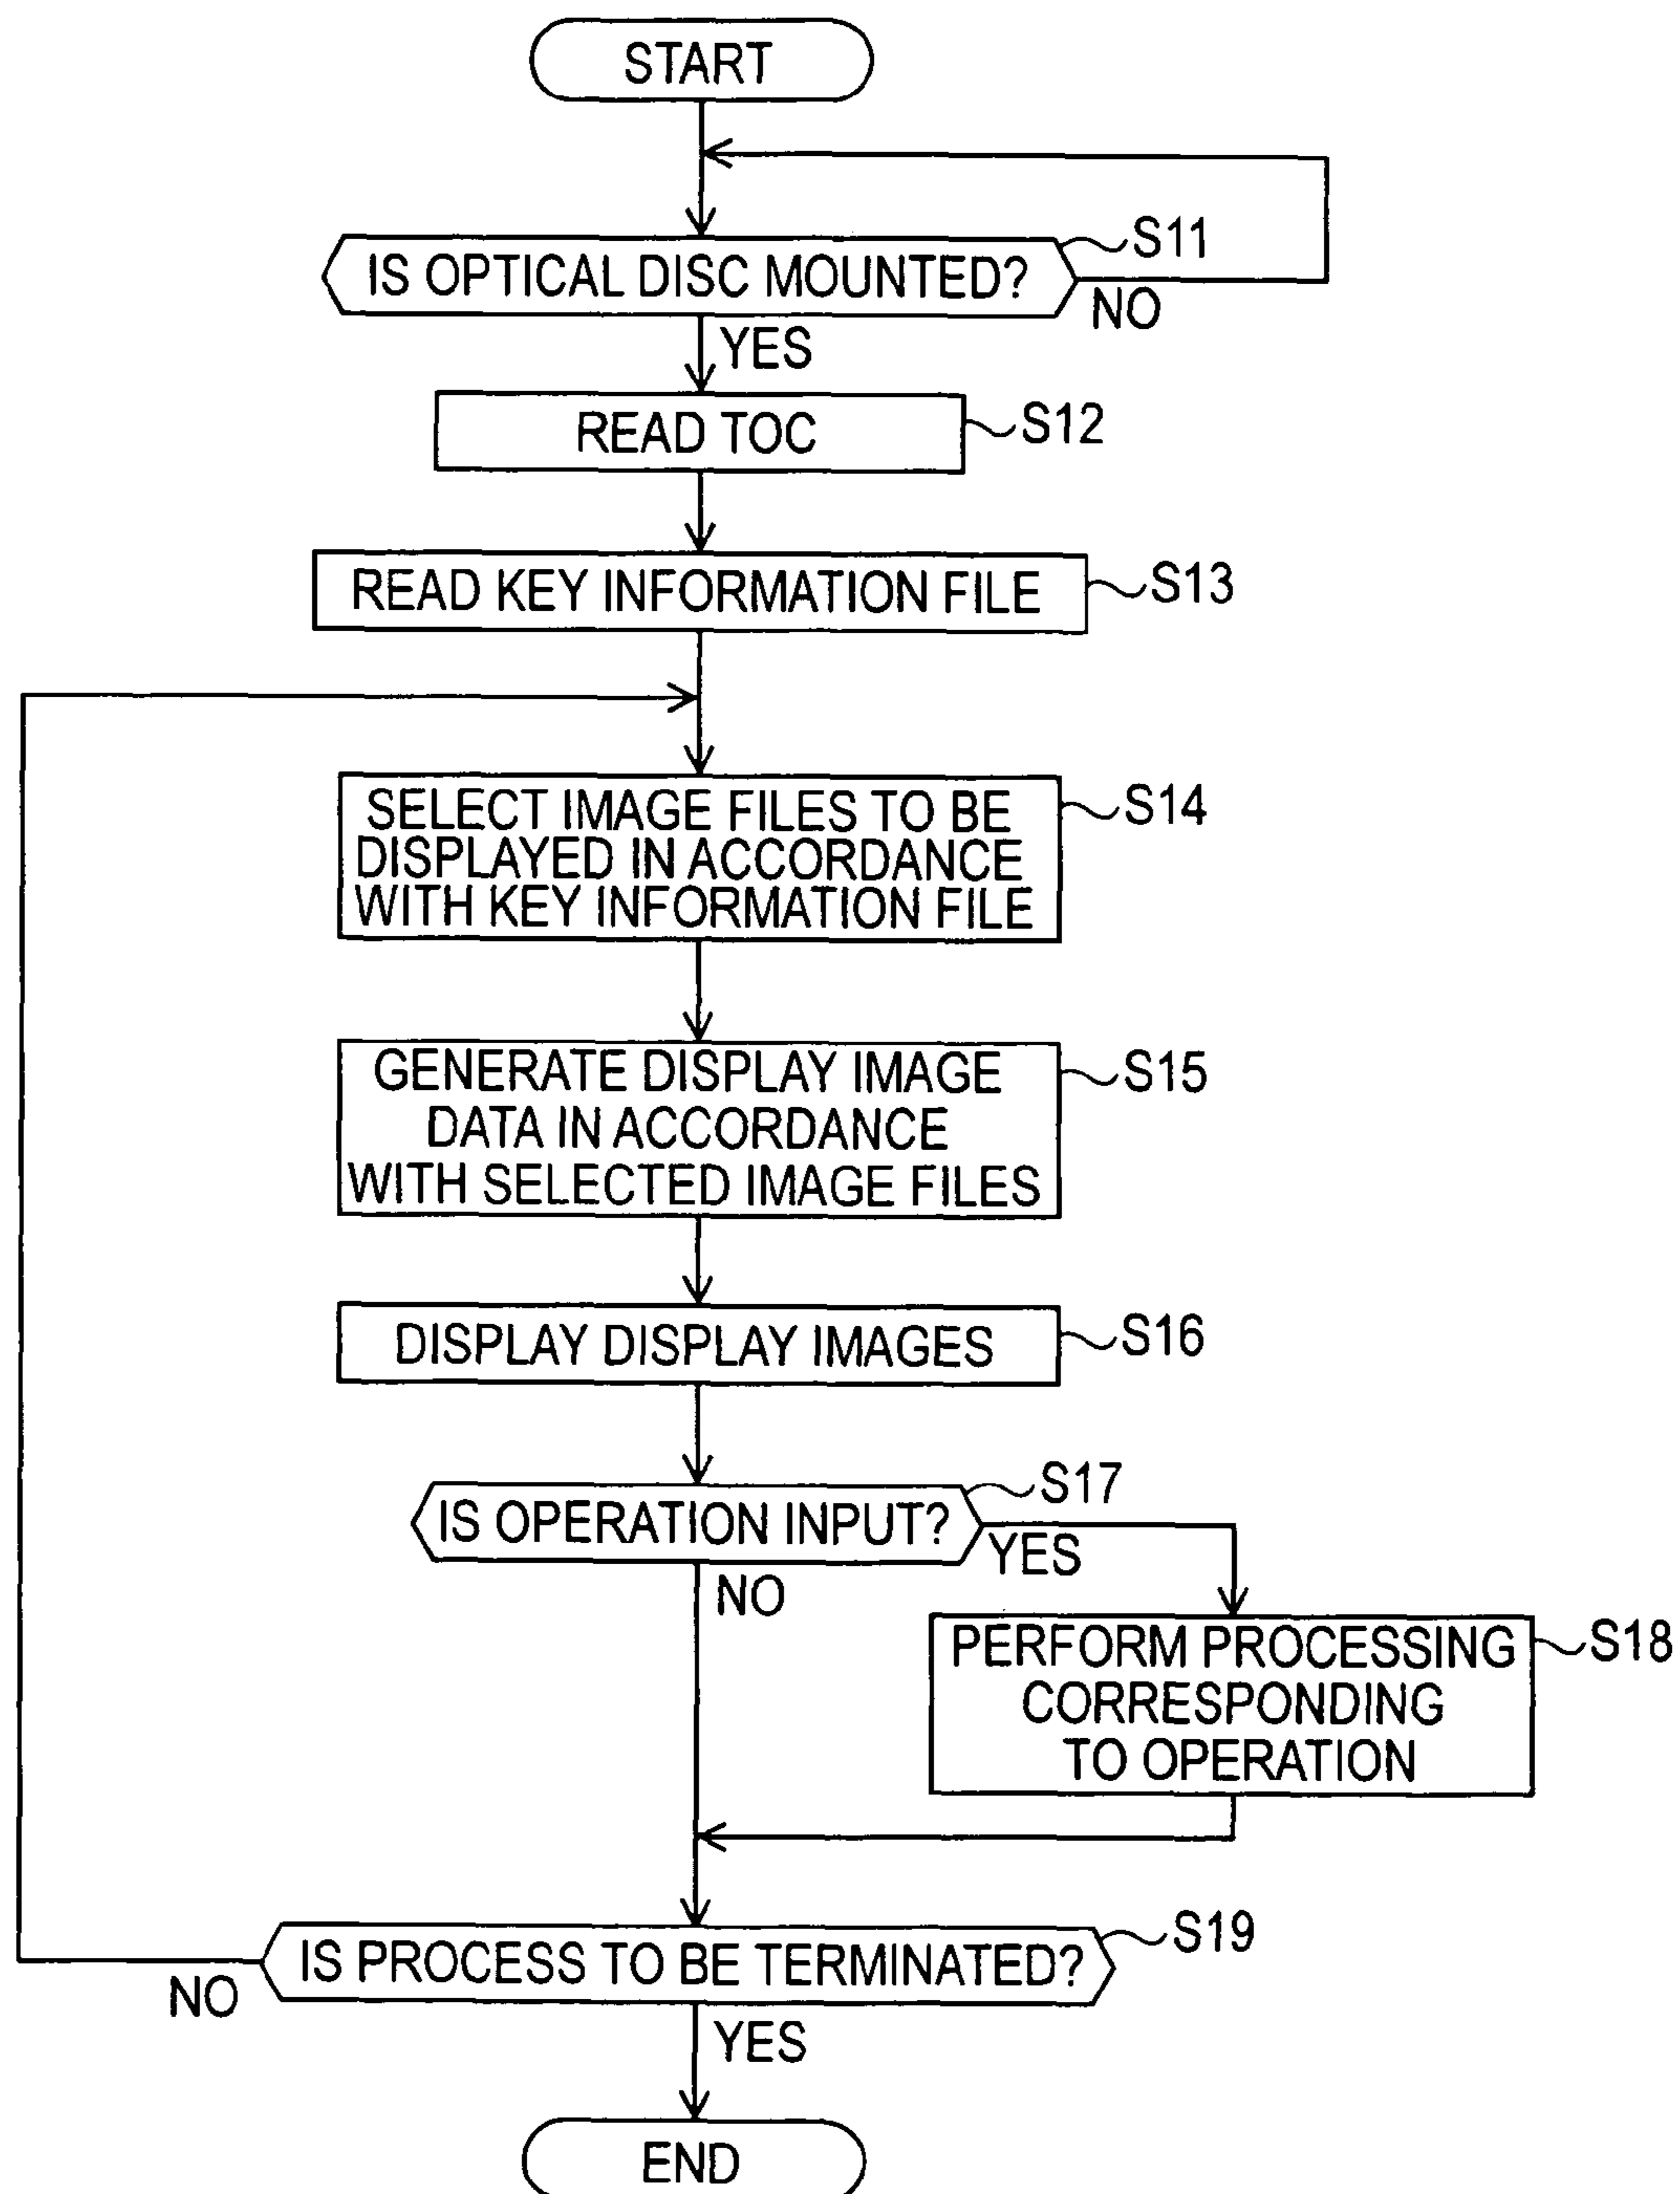 START
IS OPTICAL DISC MOUNTED?
S11
NO
YES
READ TOC
S12
READ KEY INFORMATION FILE
S13
SELECT IMAGE FILES TO BE
DISPLAYED IN ACCORDANCE
WITH KEY INFORMATION FILE
S14
GENERATE DISPLAY IMAGE
DATA IN ACCORDANCE
WITH SELECTED IMAGE FILES
S15
DISPLAY DISPLAY IMAGES
S16
IS OPERATION INPUT?
S17
YES
NO
PERFORM PROCESSING
CORRESPONDING
TO OPERATION
S18
IS PROCESS TO BE TERMINATED?
S19
NO
YES
END